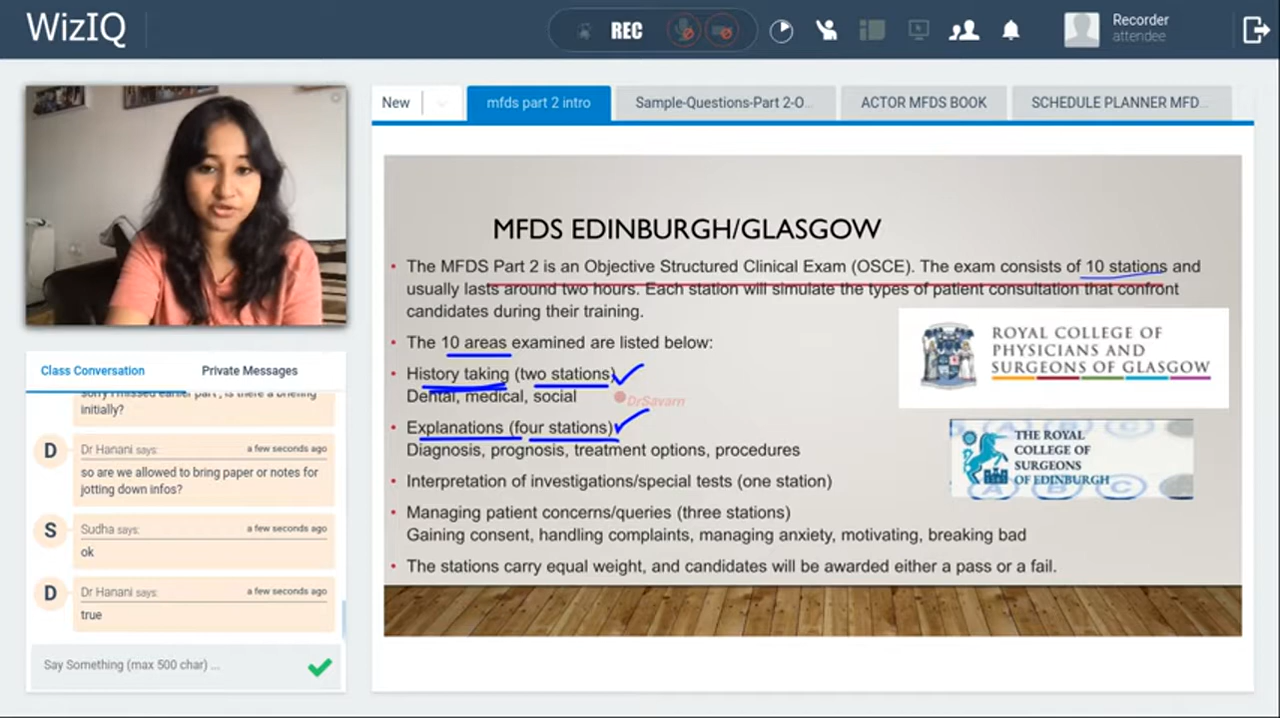 WizIQ
REC
Recorder
attendee
New
mfds part 2 intro
Sample-Questions-Part 2-O...
ACTOR MFDS BOOK
SCHEDULE PLANNER MFD...
Class Conversation
Private Messages
sorry I missed earlier part , is there a briefing
initially?
D
Dr Hanani says:
a few seconds ago
so are we allowed to bring paper or notes for
jotting down infos?
S
Sudha says:
a few seconds ago
ok
D
Dr Hanani says:
a few seconds ago
true
Say Something (max 500 char) ...
MFDS EDINBURGH/GLASGOW
• The MFDS Part 2 is an Objective Structured Clinical Exam (OSCE). The exam consists of 10 stations and
usually lasts around two hours. Each station will simulate the types of patient consultation that confront
candidates during their training.
• The 10 areas examined are listed below:
• History taking (two stations)
Dental, medical, social
DrSavarn
• Explanations (four stations)
Diagnosis, prognosis, treatment options, procedures
• Interpretation of investigations/special tests (one station)
• Managing patient concerns/queries (three stations)
Gaining consent, handling complaints, managing anxiety, motivating, breaking bad
• The stations carry equal weight, and candidates will be awarded either a pass or a fail.
ROYAL COLLEGE OF
PHYSICIANS AND
SURGEONS OF GLASGOW
THE ROYAL
COLLEGE OF
SURGEONS
OF EDINBURGH